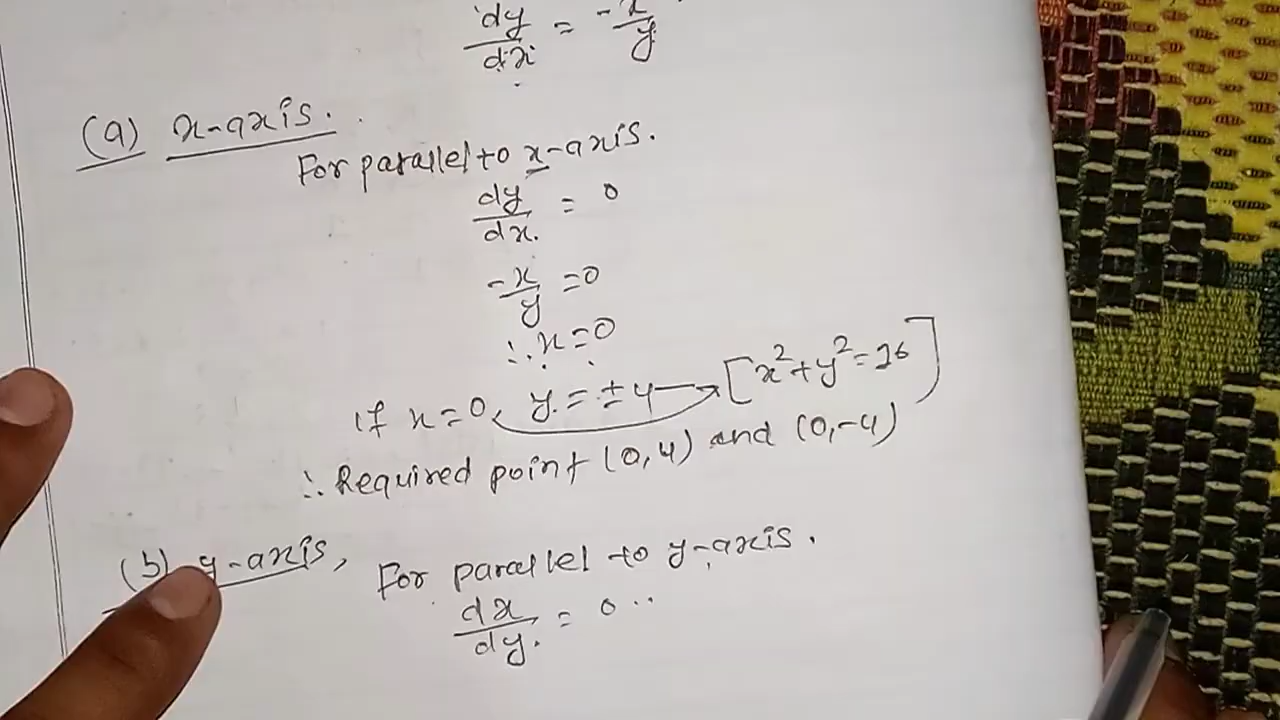 dy/dx = -x/y
(a) x-axis.
For parallel to x-axis.
dy/dx = 0
-x/y = 0
∴ x = 0
If x = 0, y = ±4 → [x² + y² = 16]
∴ Required point (0,4) and (0,-4)
(b) y-axis, For parallel to y-axis.
dx/dy = 0